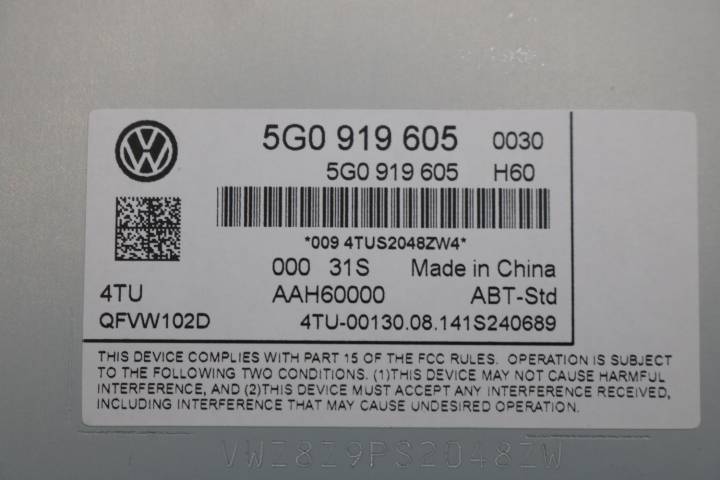 5G0 919 605 0030
5G0 919 605 H60
*009 4TUS2048ZW4*
000 31S Made in China
4TU AAH60000 ABT-Std
QFVW102D 4TU-00130.08.141S240689
THIS DEVICE COMPLIES WITH PART 15 OF THE FCC RULES. OPERATION IS SUBJECT
TO THE FOLLOWING TWO CONDITIONS. (1)THIS DEVICE MAY NOT CAUSE HARMFUL
INTERFERENCE, AND (2)THIS DEVICE MUST ACCEPT ANY INTERFERENCE RECEIVED,
INCLUDING INTERFERENCE THAT MAY CAUSE UNDESIRED OPERATION.
VWZ8Z9PS2048ZW